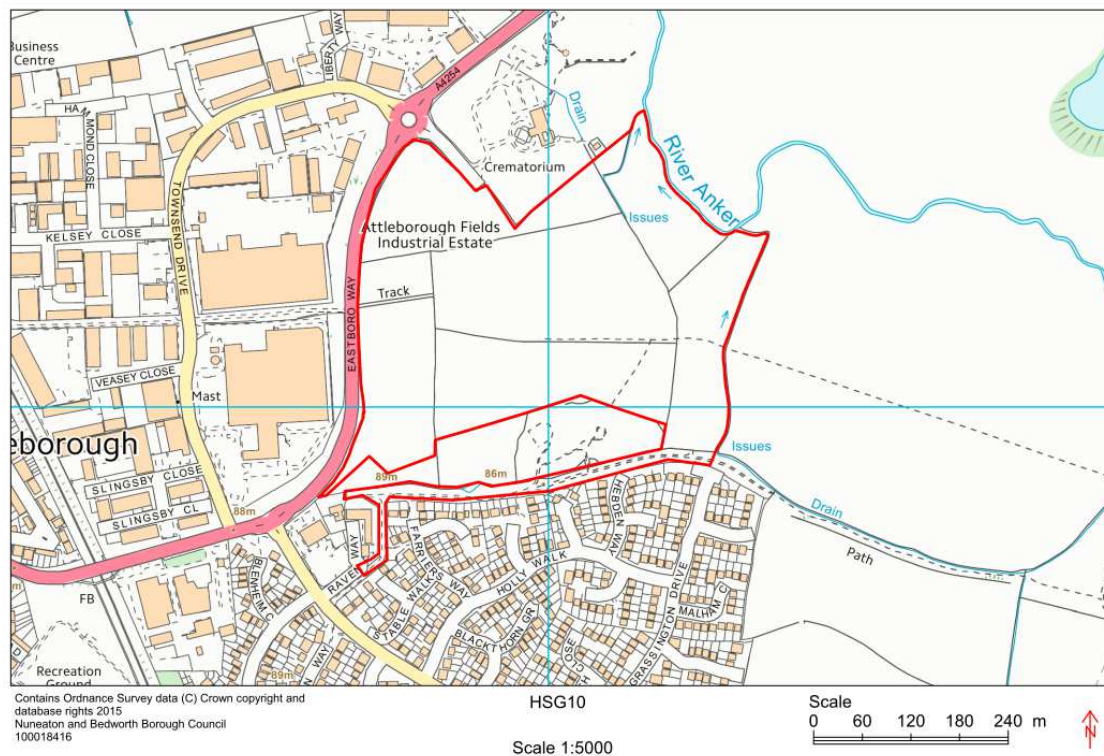 Business
Centre
LIBERTY WAY
A4254
HAMMOND CLOSE
Drain
Crematorium
River Anker
TOWNSEND DRIVE
KELSEY CLOSE
Attleborough Fields
Industrial Estate
Issues
Track
EASTBORO WAY
VEASEY CLOSE
Mast
eborough
SLINGSBY CLOSE
SLINGSBY CL
88m
89m
86m
Issues
Drain
Path
HEBDEN WAY
FARRIERS WAY
HOLLY WALK
RAVEN WAY
STABLE WALK
BLACKTHORN GR
GRASSINGTON DRIVE
MALHAM C
CLOSE
FB
WAY
89m
Recreation
Ground
Contains Ordnance Survey data (C) Crown copyright and
database rights 2015
Nuneaton and Bedworth Borough Council
100018416
HSG10
Scale 1:5000
Scale
0 60 120 180 240 m
N